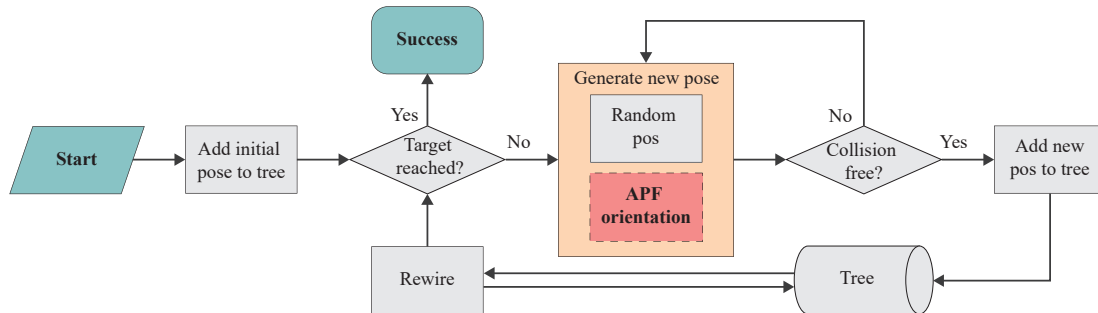 Success
Generate new pose
Random
pos
APF
orientation
Start
Add initial
pose to tree
Yes
Target
reached?
No
No
Collision
free?
Yes
Add new
pos to tree
Rewire
Tree